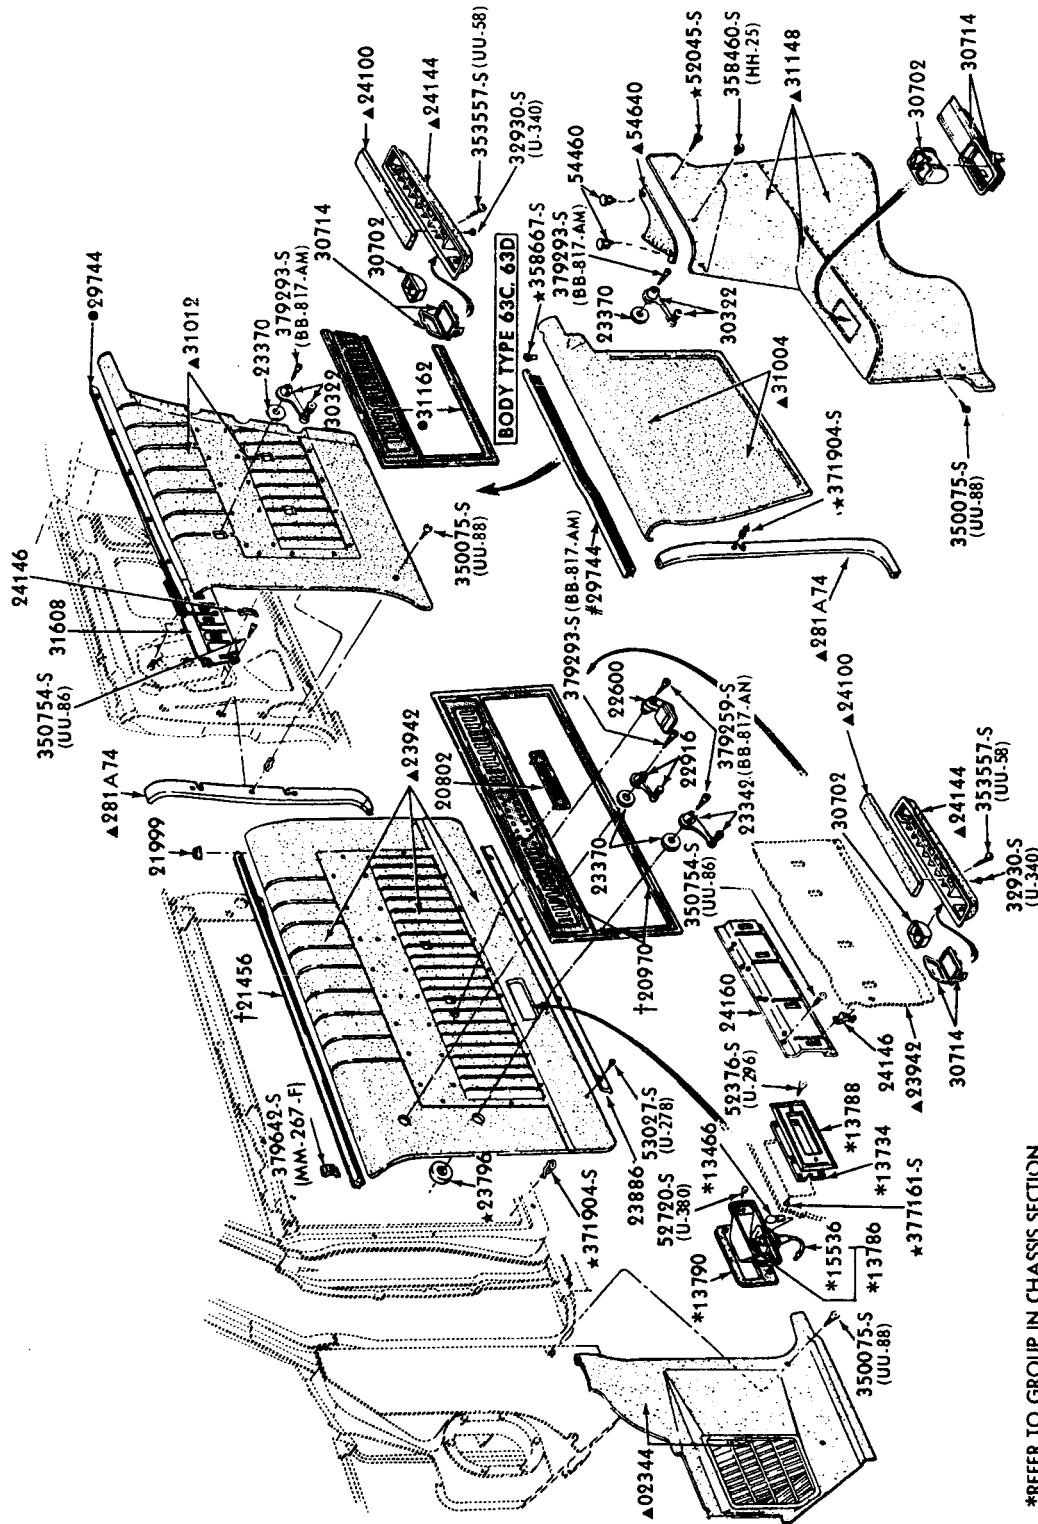 ●29744
▲31012
24146
31608
350754-S
(UU-86)
23370
379293-S
(BB-817-AM)
30322
30714
30702
▲24100
▲24144
353557-S (UU-58)
32930-S
(U-340)
●31162
BODY TYPE 63C, 63D
350075-S
(UU-88)
▲281A74
21999
†21456
379642-S
(MM-267-F)
▲23942
20802
379293-S (BB-817-AM)
#29744
22600
22916
379259-S
(BB-817-AN)
23342
23370
350754-S
(UU-86)
†20970
★23796
★371904-S
23886
53027-S
(U-278)
52720-S
(U-380)
*13466
*13790
*15536
*13786
★377161-S
*13734
*13788
52376-S
(U-296)
24160
24146
▲23942
30714
30702
▲24100
▲24144
353557-S
(UU-58)
32930-S
(U-340)
54460
▲54640
★52045-S
358460-S
(HH-25)
▲31148
30702
30714
★358667-S
379293-S
(BB-817-AM)
23370
30322
▲31004
★371904-S
▲281A74
350075-S
(UU-88)
▲02344
350075-S
(UU-88)
*REFER TO GROUP IN CHASSIS SECTION